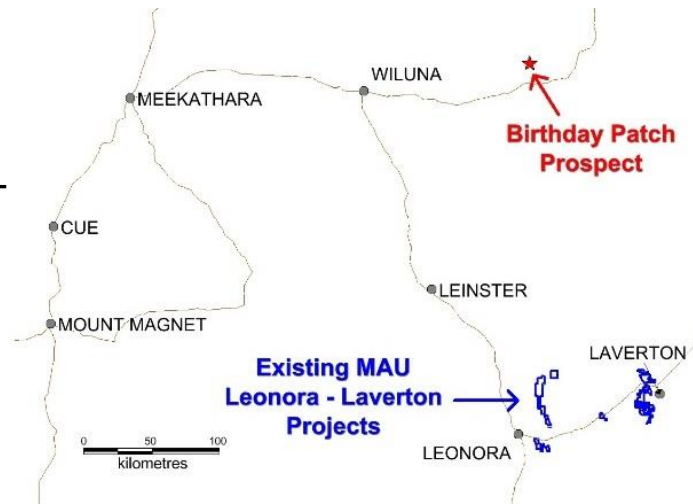 WILUNA
MEEKATHARA
Birthday Patch
Prospect
CUE
LEINSTER
MOUNT MAGNET
LAVERTON
Existing MAU
Leonora - Laverton
Projects
LEONORA
0 50 100
kilometres